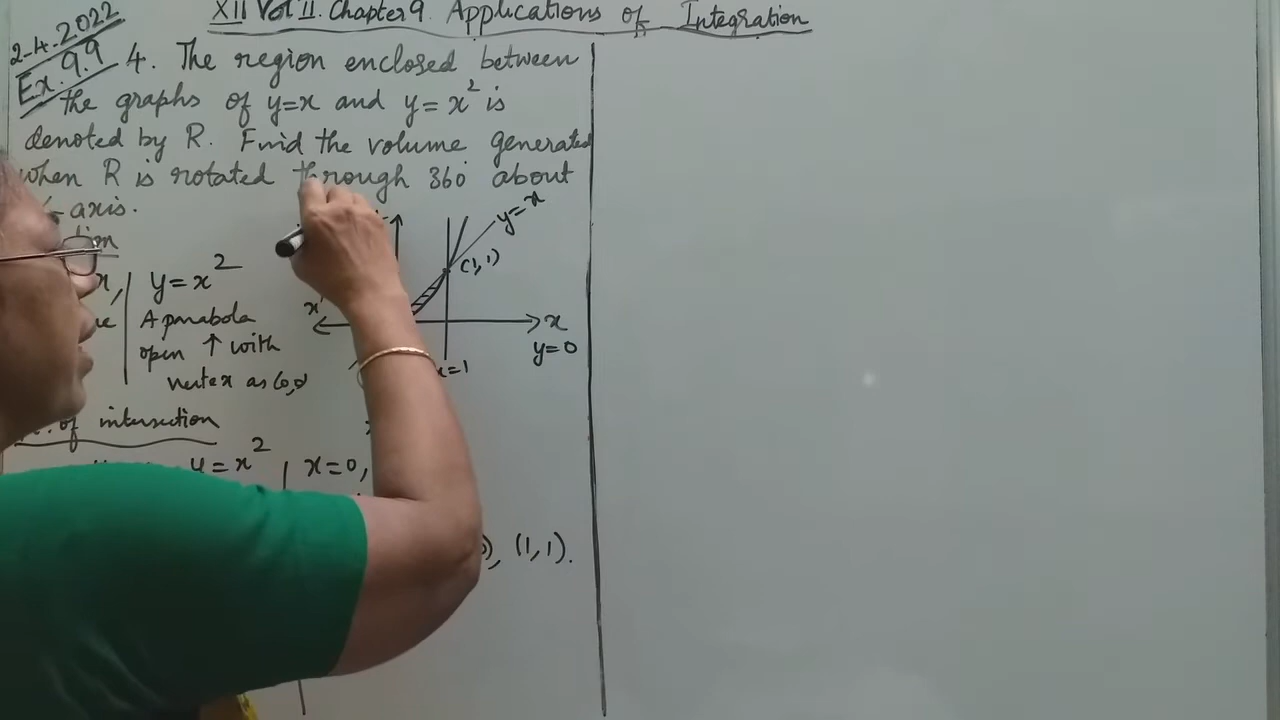 XII Vol II. Chapter 9. Applications of Integration
2-4-2022
Ex. 9.9
4. The region enclosed between
the graphs of y=x and y = x² is
denoted by R. Find the volume generated
when R is rotated through 360° about
axis.
y=x
(1, 1)
x, | y = x²
A parabola
open ↑ with
vertex as (0,0)
x'
x
y=0
x=1
of intersection
y = x² | x=0,
, (1, 1).